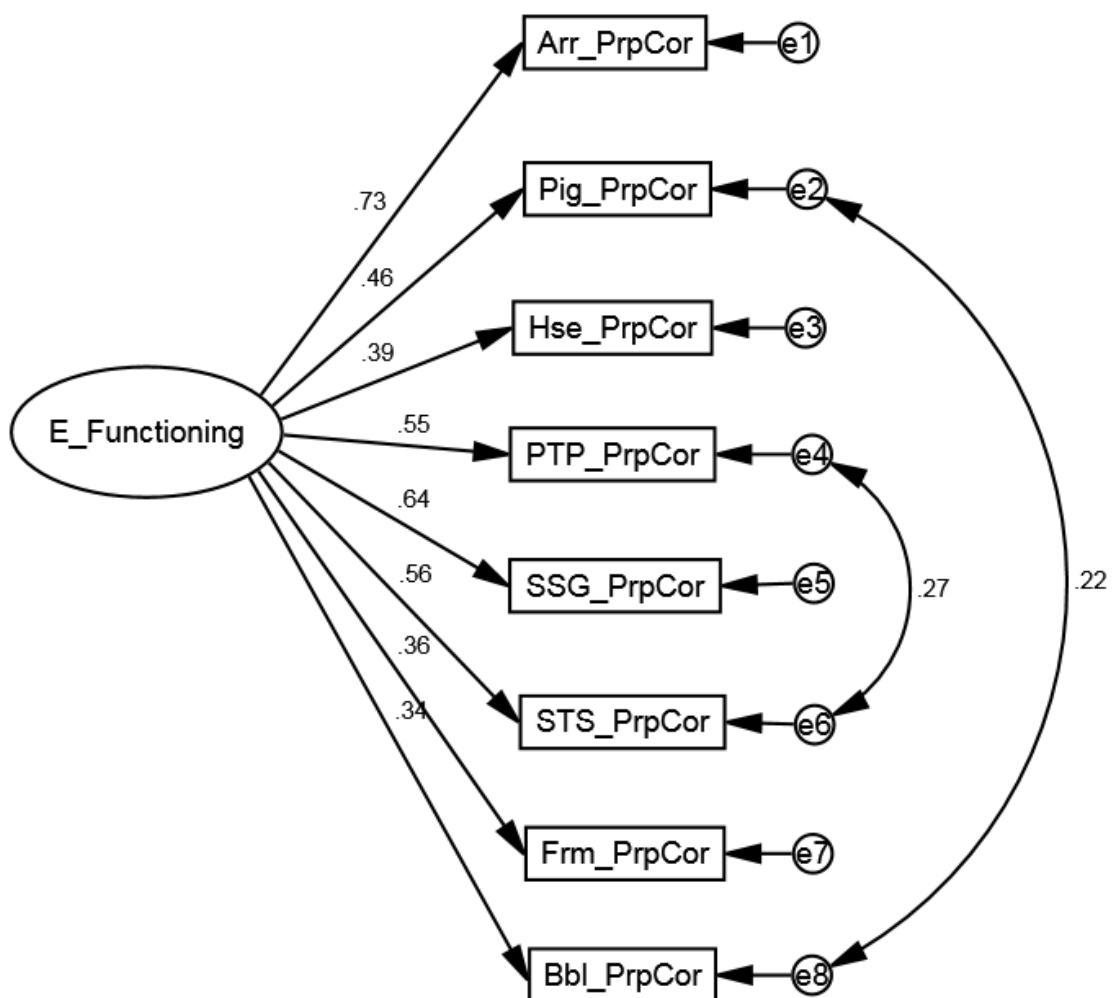 Arr_PrpCor
e1
.73
Pig_PrpCor
e2
.46
Hse_PrpCor
e3
.39
E_Functioning
.55
PTP_PrpCor
e4
.64
SSG_PrpCor
e5
.22
.27
.56
.36
STS_PrpCor
e6
.34
Frm_PrpCor
e7
Bbl_PrpCor
e8